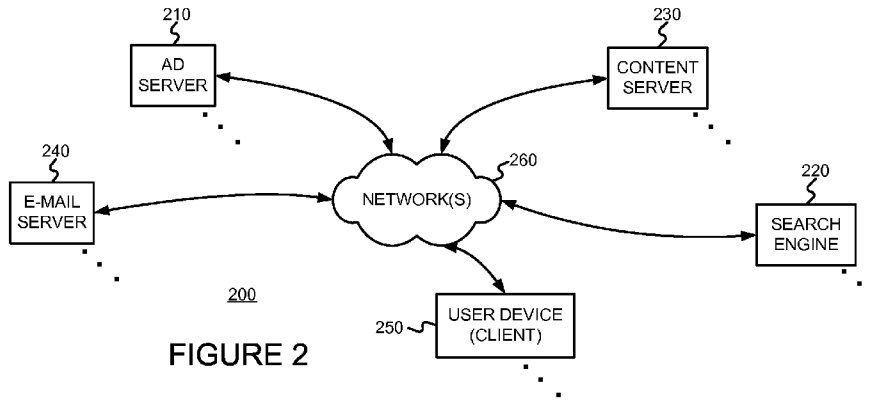 210
AD
SERVER
230
CONTENT
SERVER
240
E-MAIL
SERVER
260
NETWORK(S)
220
SEARCH
ENGINE
200
250
USER DEVICE
(CLIENT)
FIGURE 2